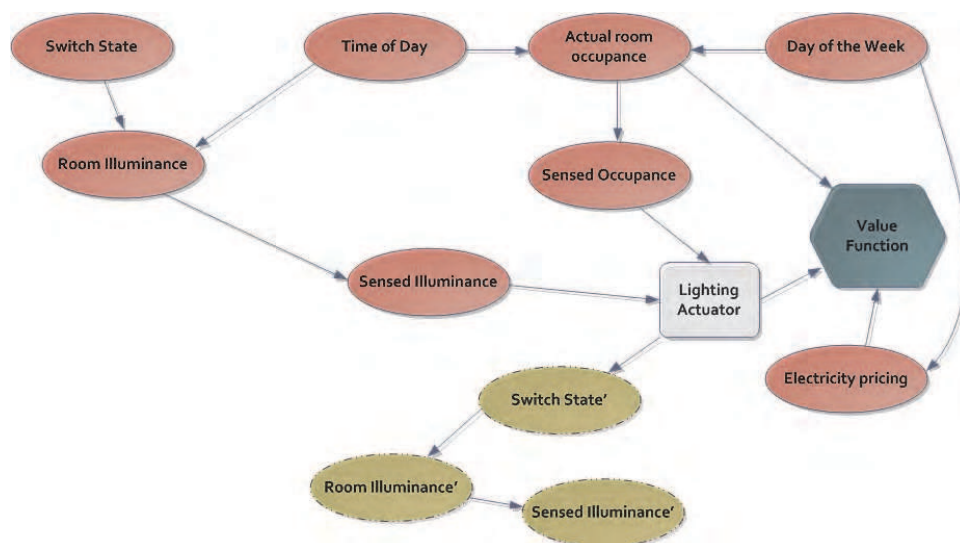 Switch State
Time of Day
Actual room
occupance
Day of the Week
Room Illuminance
Sensed Occupance
Value
Function
Sensed Illuminance
Lighting
Actuator
Electricity pricing
Switch State’
Room Illuminance’
Sensed Illuminance’